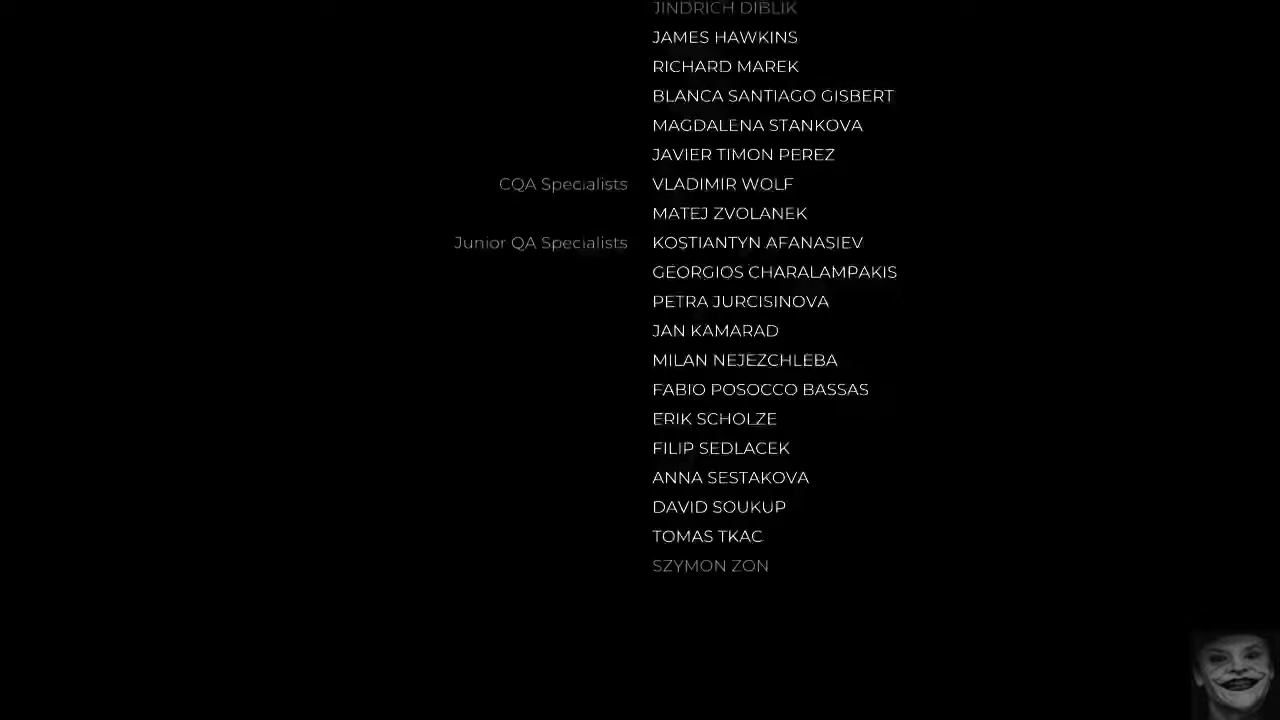 JINDRICH DIBLIK
JAMES HAWKINS
RICHARD MAREK
BLANCA SANTIAGO GISBERT
MAGDALENA STANKOVA
JAVIER TIMON PEREZ
CQA Specialists VLADIMIR WOLF
MATEJ ZVOLANEK
Junior QA Specialists KOSTIANTYN AFANASIEV
GEORGIOS CHARALAMPAKIS
PETRA JURCISINOVA
JAN KAMARAD
MILAN NEJEZCHLEBA
FABIO POSOCCO BASSAS
ERIK SCHOLZE
FILIP SEDLACEK
ANNA SESTAKOVA
DAVID SOUKUP
TOMAS TKAC
SZYMON ZON